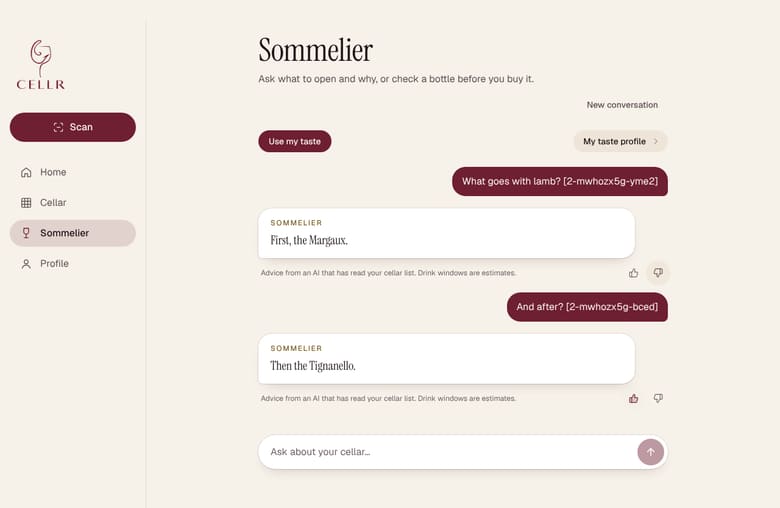 CELLR
Scan
Home
Cellar
Sommelier
Profile
Sommelier
Ask what to open and why, or check a bottle before you buy it.
New conversation
Use my taste
My taste profile
What goes with lamb? [2-mwhozx5g-yme2]
SOMMELIER
First, the Margaux.
Advice from an AI that has read your cellar list. Drink windows are estimates.
And after? [2-mwhozx5g-bced]
SOMMELIER
Then the Tignanello.
Advice from an AI that has read your cellar list. Drink windows are estimates.
Ask about your cellar...